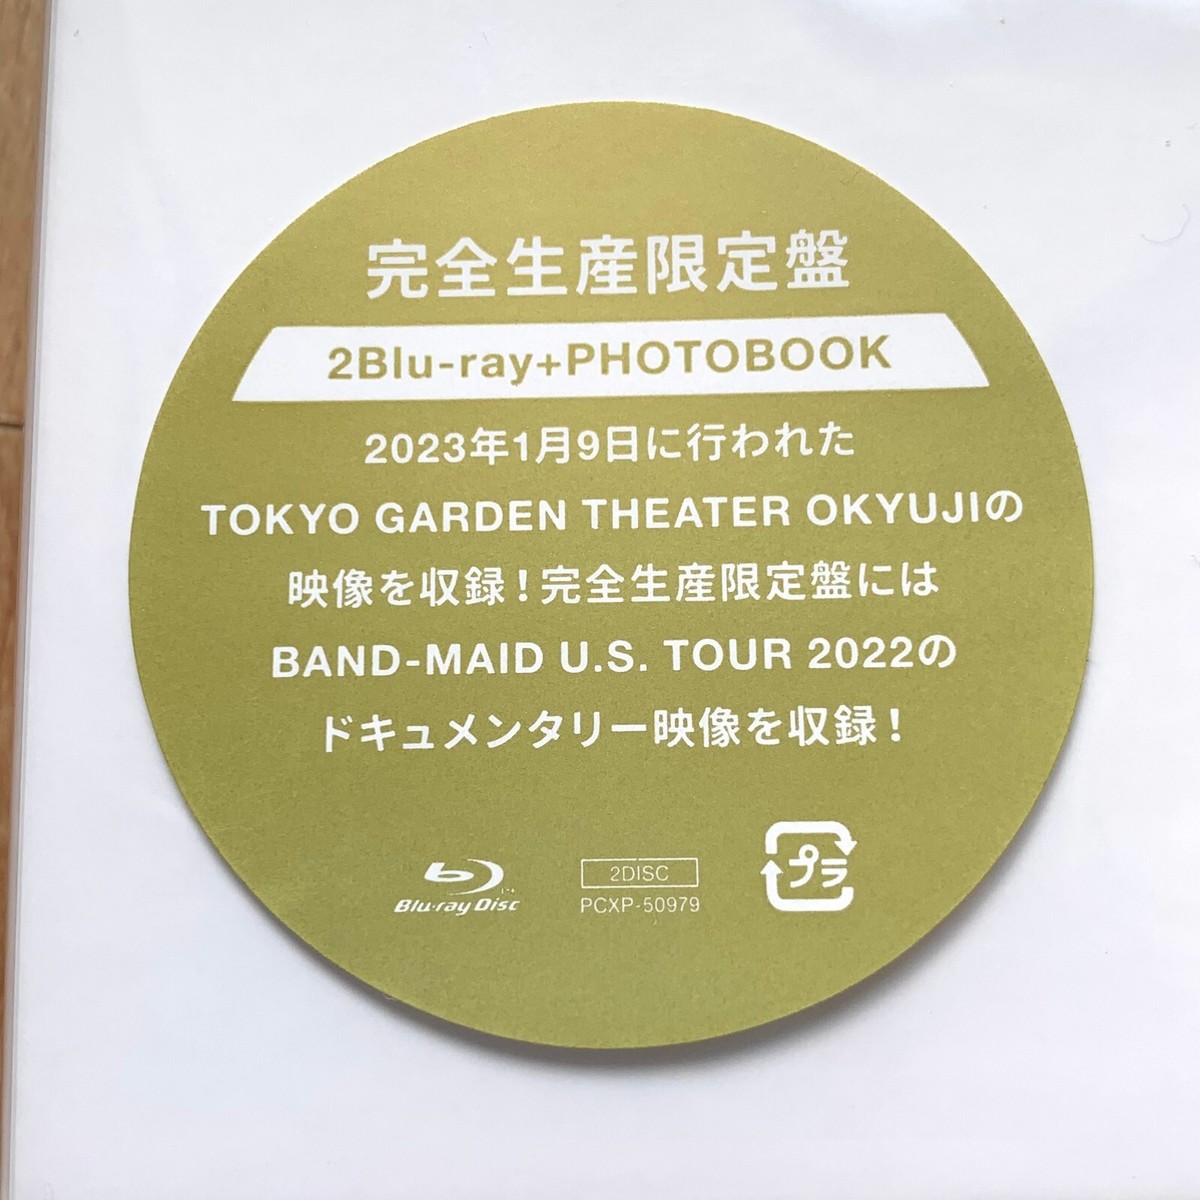 完全生産限定盤
2Blu-ray+PHOTOBOOK
2023年1月9日に行われた
TOKYO GARDEN THEATER OKYUJIの
映像を収録！完全生産限定盤には
BAND-MAID U.S. TOUR 2022の
ドキュメンタリー映像を収録！
Blu-ray Disc
2DISC
PCXP-50979
プラ